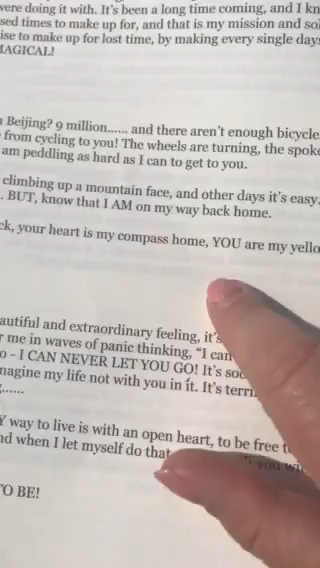 were doing it with. It's been a long time coming, and I kn
sed times to make up for, and that is my mission and so
ise to make up for lost time, by making every single day
MAGICAL!
Beijing? 9 million...... and there aren't enough bicycle
from cycling to you! The wheels are turning, the spok
am peddling as hard as I can to get to you.
climbing up a mountain face, and other days it's easy.
. BUT, know that I AM on my way back home.
ck, your heart is my compass home, YOU are my yello
autiful and extraordinary feeling, it's
r me in waves of panic thinking, “I can
o - I CAN NEVER LET YOU GO! It's so
magine my life not with you in it. It's terri
......
Y way to live is with an open heart, to be free t
nd when I let myself do that
TO BE!